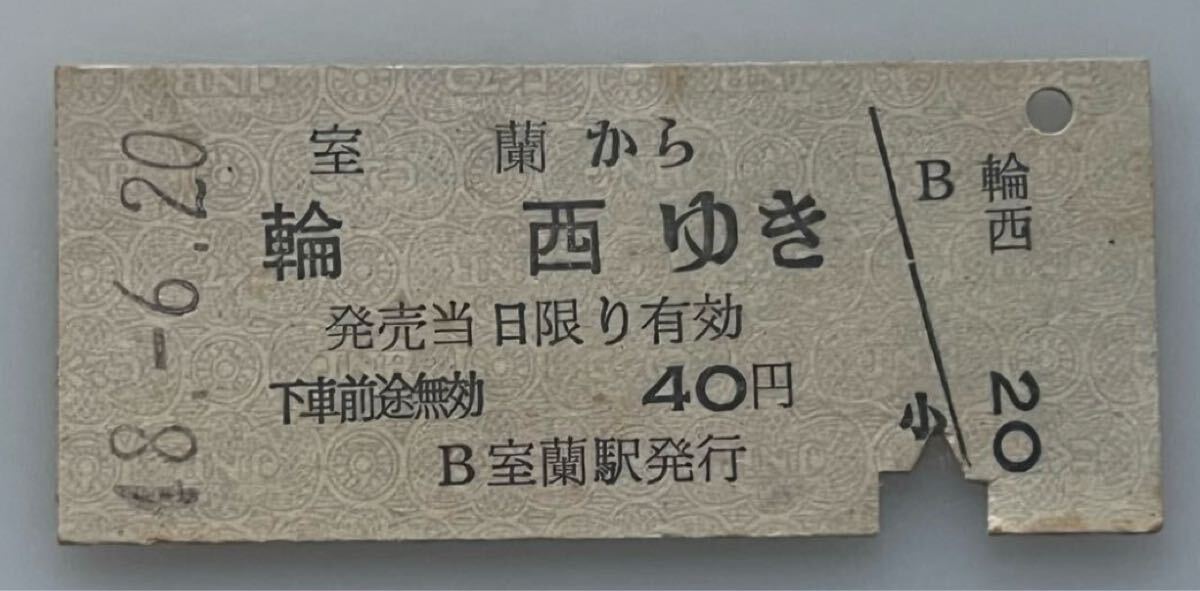 48.-6.20
室蘭から
輪西ゆき
発売当日限り有効
下車前途無効 40円
B室蘭駅発行
小
B 輪西
20